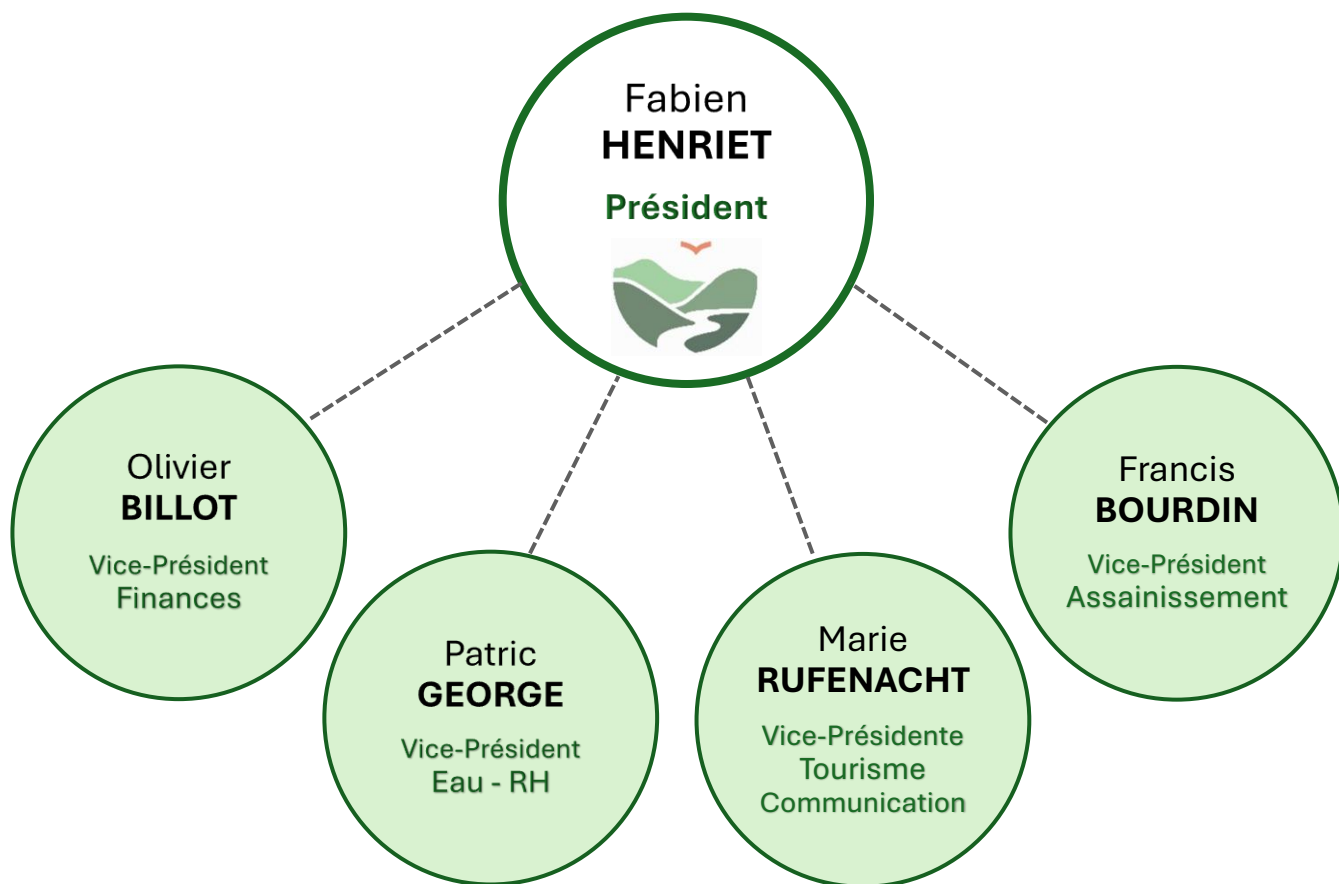 Fabien
HENRIET
Président
Olivier
BILLOT
Vice-Président
Finances
Patric
GEORGE
Vice-Président
Eau - RH
Marie
RUFENACHT
Vice-Présidente
Tourisme
Communication
Francis
BOURDIN
Vice-Président
Assainissement